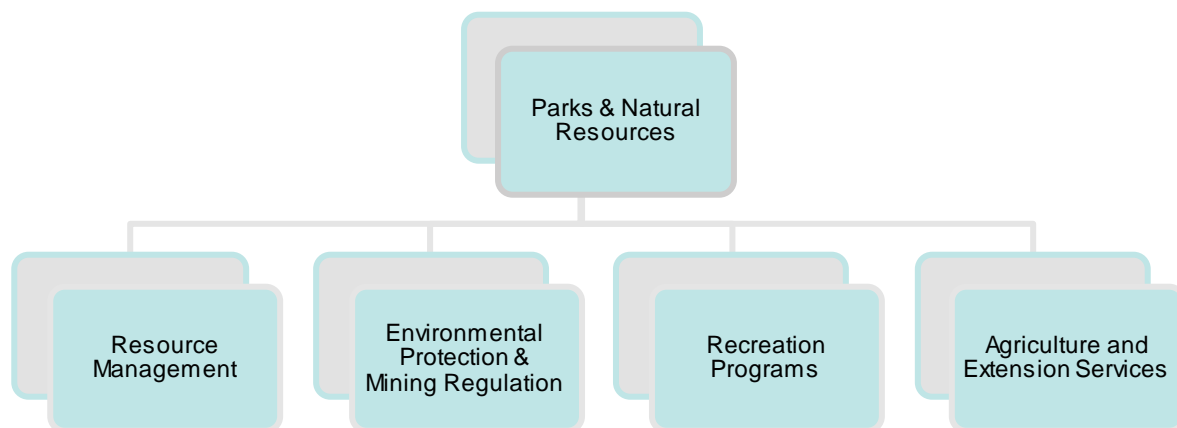 Parks & Natural
Resources
Resource
Management
Environmental
Protection &
Mining Regulation
Recreation
Programs
Agriculture and
Extension Services